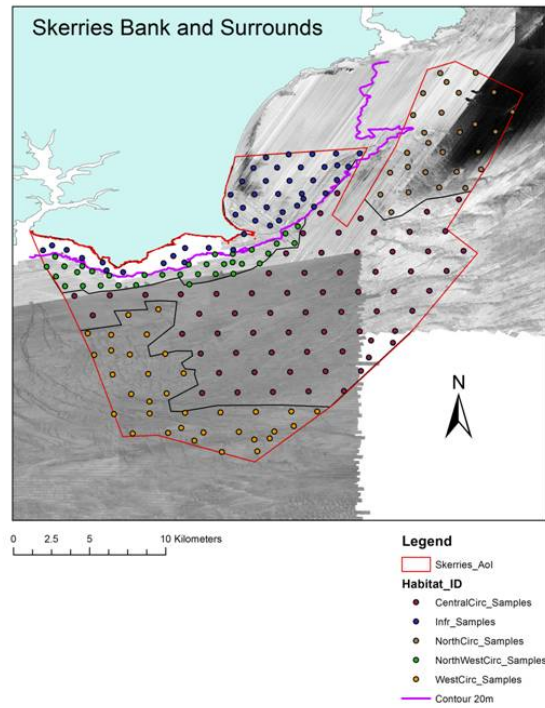 Skerries Bank and Surrounds
N
0 2.5 5 10 Kilometers
Legend
Skerries_AoI
Habitat_ID
CentralCirc_Samples
Infr_Samples
NorthCirc_Samples
NorthWestCirc_Samples
WestCirc_Samples
Contour 20m